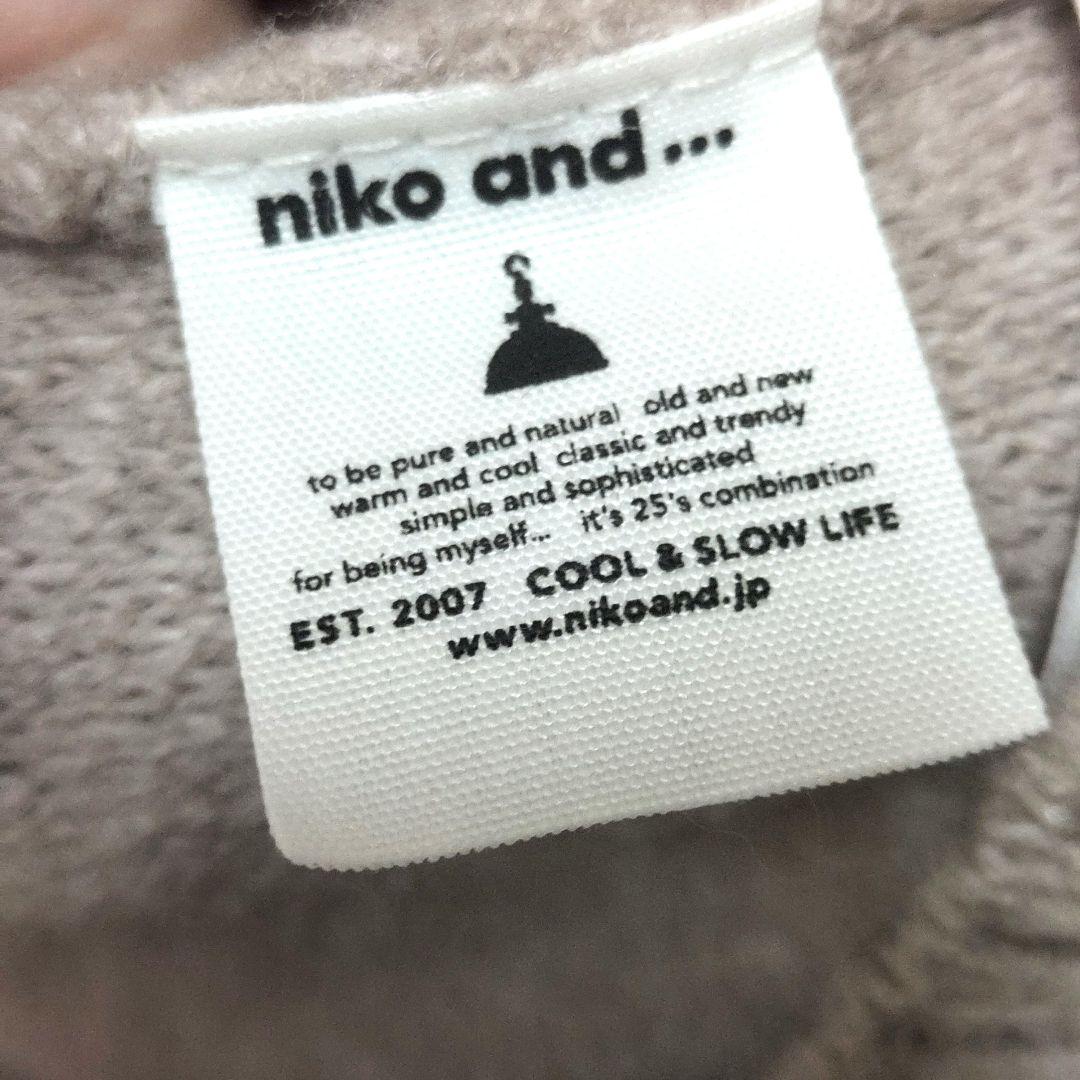 niko and...
to be pure and natural old and new
warm and cool classic and trendy
simple and sophisticated
for being myself... it's 25's combination
EST. 2007 COOL & SLOW LIFE
www.nikoand.jp